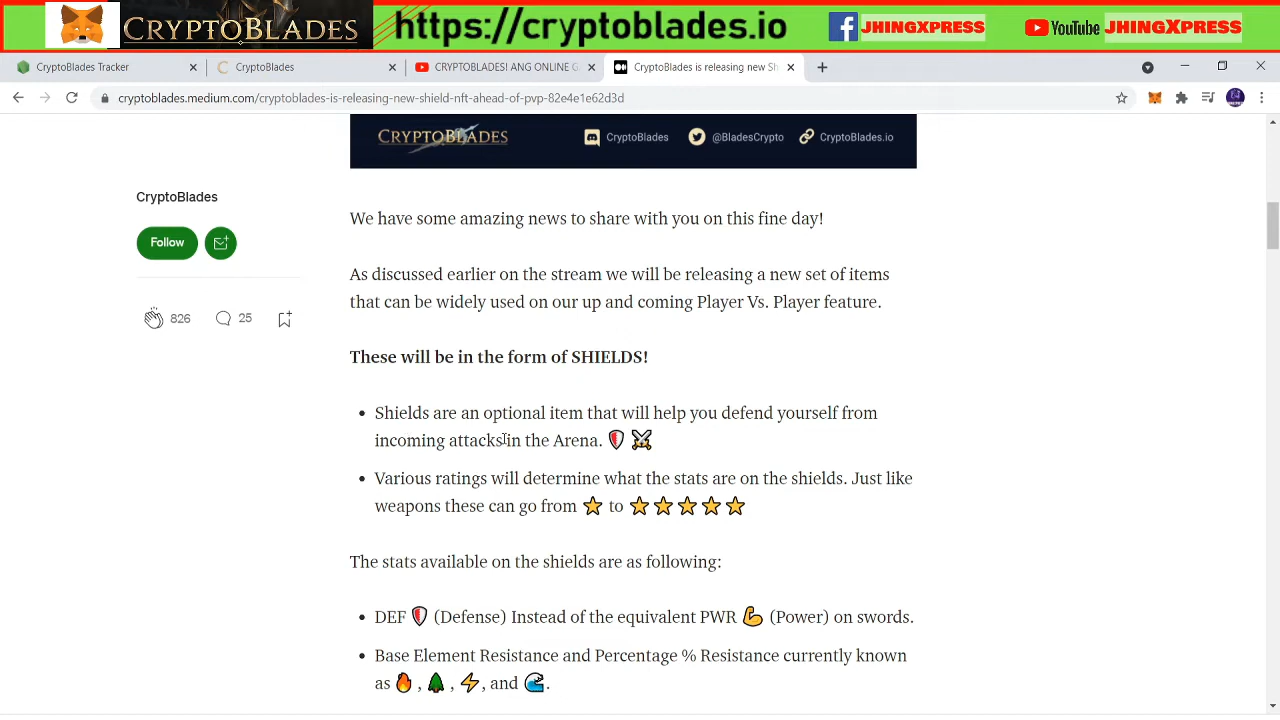 CRYPTOBLADES
https://cryptoblades.io
JHINGXPRESS
YouTube JHINGXPRESS
CryptoBlades Tracker
CryptoBlades
CRYPTOBLADES! ANG ONLINE G
CryptoBlades is releasing new Sh
cryptoblades.medium.com/cryptoblades-is-releasing-new-shield-nft-ahead-of-pvp-82e4e1e62d3d
CRYPTOBLADES
CryptoBlades
@BladesCrypto
CryptoBlades.io
CryptoBlades
Follow
826
25
We have some amazing news to share with you on this fine day!
As discussed earlier on the stream we will be releasing a new set of items
that can be widely used on our up and coming Player Vs. Player feature.
These will be in the form of SHIELDS!
Shields are an optional item that will help you defend yourself from
incoming attacks in the Arena. 🛡️ ⚔️
Various ratings will determine what the stats are on the shields. Just like
weapons these can go from ⭐ to ⭐⭐⭐⭐⭐
The stats available on the shields are as following:
DEF 🛡️ (Defense) Instead of the equivalent PWR 💪 (Power) on swords.
Base Element Resistance and Percentage % Resistance currently known
as 🔥 , 🌲 , ⚡, and 🌊.